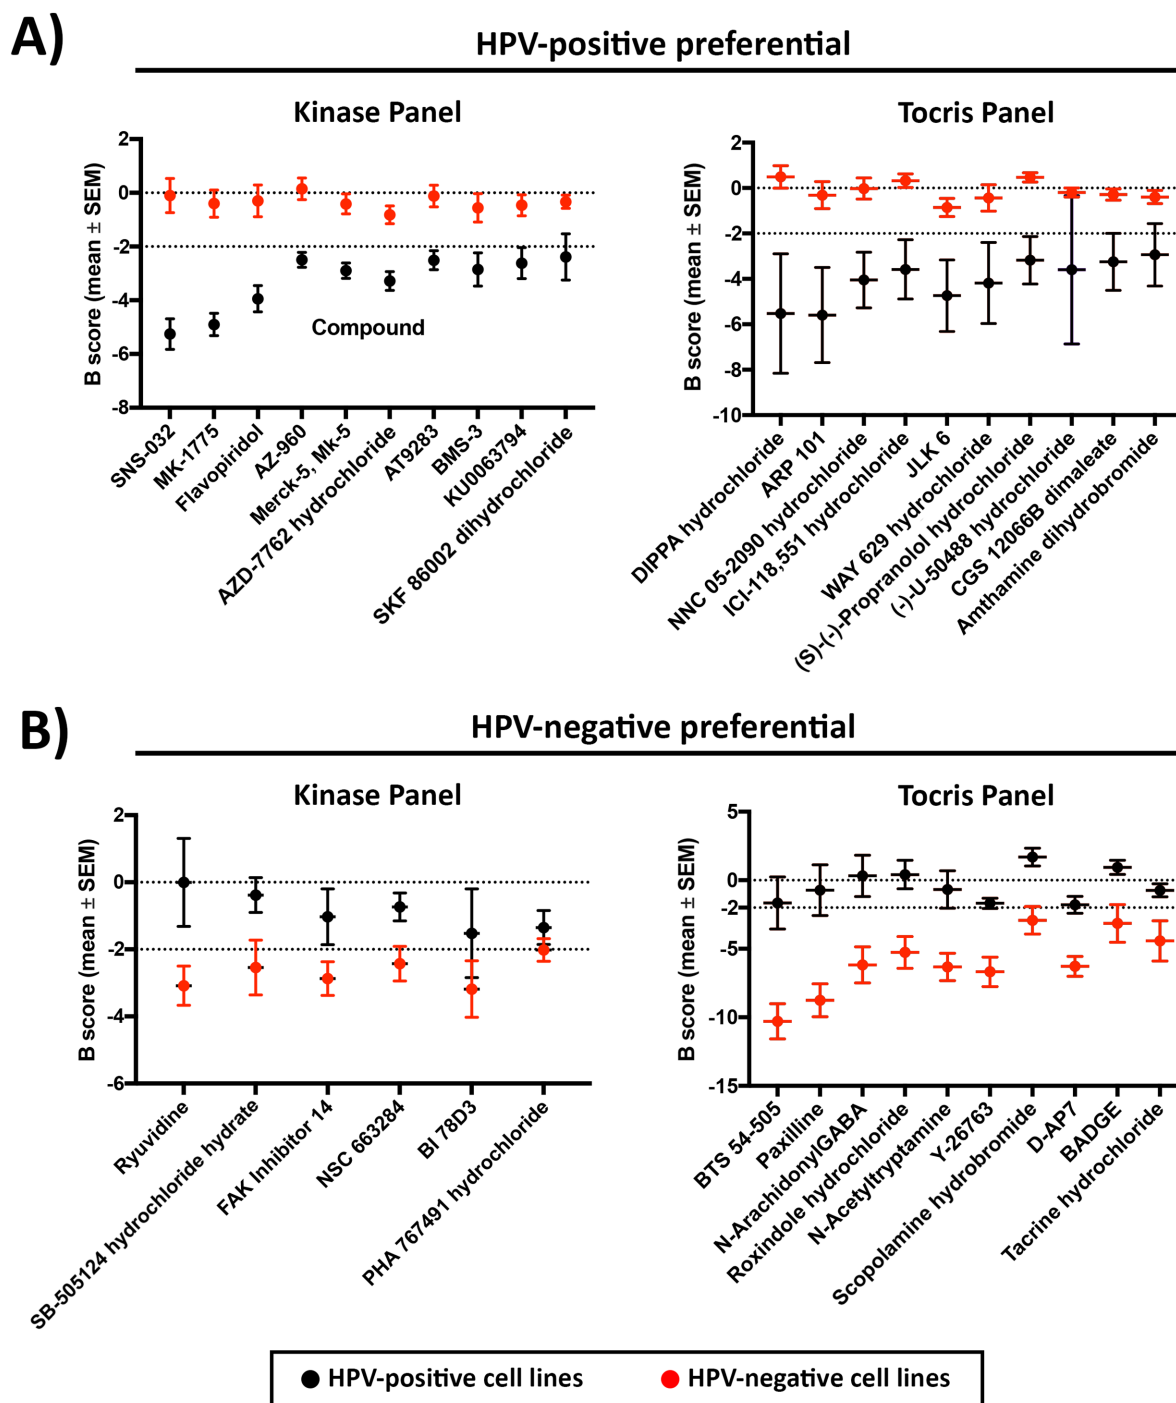 A)
HPV-positive preferential
Kinase Panel
B score (mean ± SEM)
2
0
-2
-4
-6
-8
Compound
SNS-032
MK-1775
Flavopiridol
AZ-960
Merck-5, Mk-5
AZD-7762 hydrochloride
AT9283
BMS-3
KU0063794
SKF 86002 dihydrochloride
Tocris Panel
B score (mean ± SEM)
2
0
-2
-4
-6
-8
-10
DIPPA hydrochloride
ARP 101
NNC 05-2090 hydrochloride
ICI-118,551 hydrochloride
JLK 6
WAY 629 hydrochloride
(S)-(-)-Propranolol hydrochloride
(-)-U-50488 hydrochloride
CGS 12066B dimaleate
Amthamine dihydrobromide
B)
HPV-negative preferential
Kinase Panel
B score (mean ± SEM)
2
0
-2
-4
-6
Ryuvidine
SB-505124 hydrochloride hydrate
FAK Inhibitor 14
NSC 663284
BI 78D3
PHA 767491 hydrochloride
Tocris Panel
B score (mean ± SEM)
5
0
-2
-5
-10
-15
BTS 54-505
Paxilline
N-ArachidonylGABA
Roxindole hydrochloride
N-Acetyltryptamine
Y-26763
Scopolamine hydrobromide
D-AP7
BADGE
Tacrine hydrochloride
HPV-positive cell lines
HPV-negative cell lines